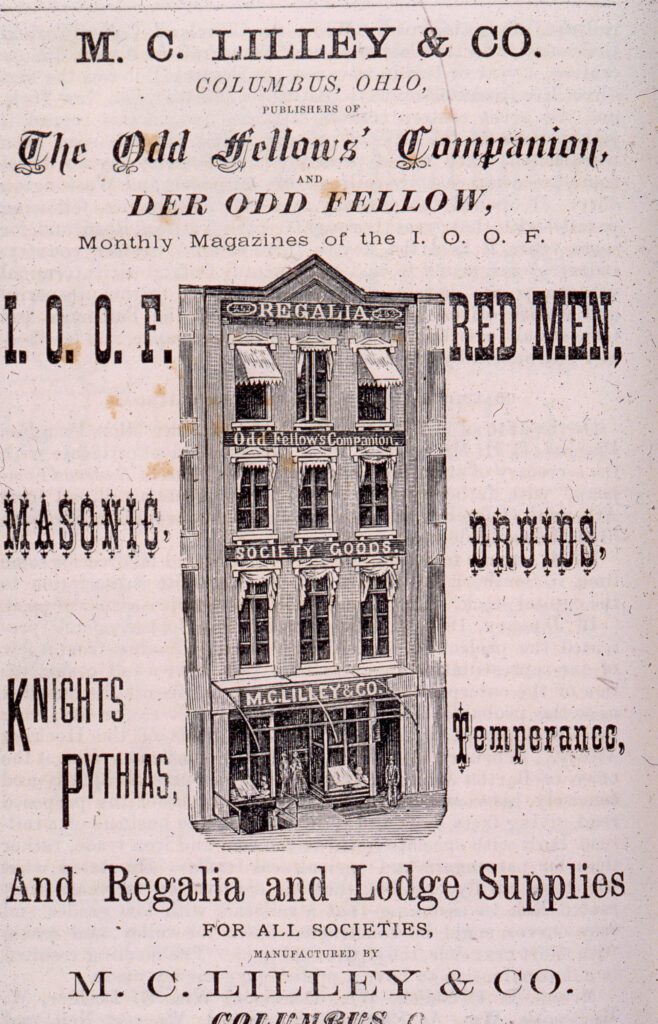 M. C. LILLEY & CO.
COLUMBUS, OHIO,
PUBLISHERS OF
The Odd Fellows' Companion,
AND
DER ODD FELLOW,
Monthly Magazines of the I. O. O. F.
I. O. O. F.
RED MEN,
REGALIA
Odd Fellow's Companion.
MASONIC,
DRUIDS,
SOCIETY GOODS.
KNIGHTS
PYTHIAS,
M.C. LILLEY & CO.
Temperance,
And Regalia and Lodge Supplies
FOR ALL SOCIETIES,
MANUFACTURED BY
M. C. LILLEY & CO.
COLUMBUS, O